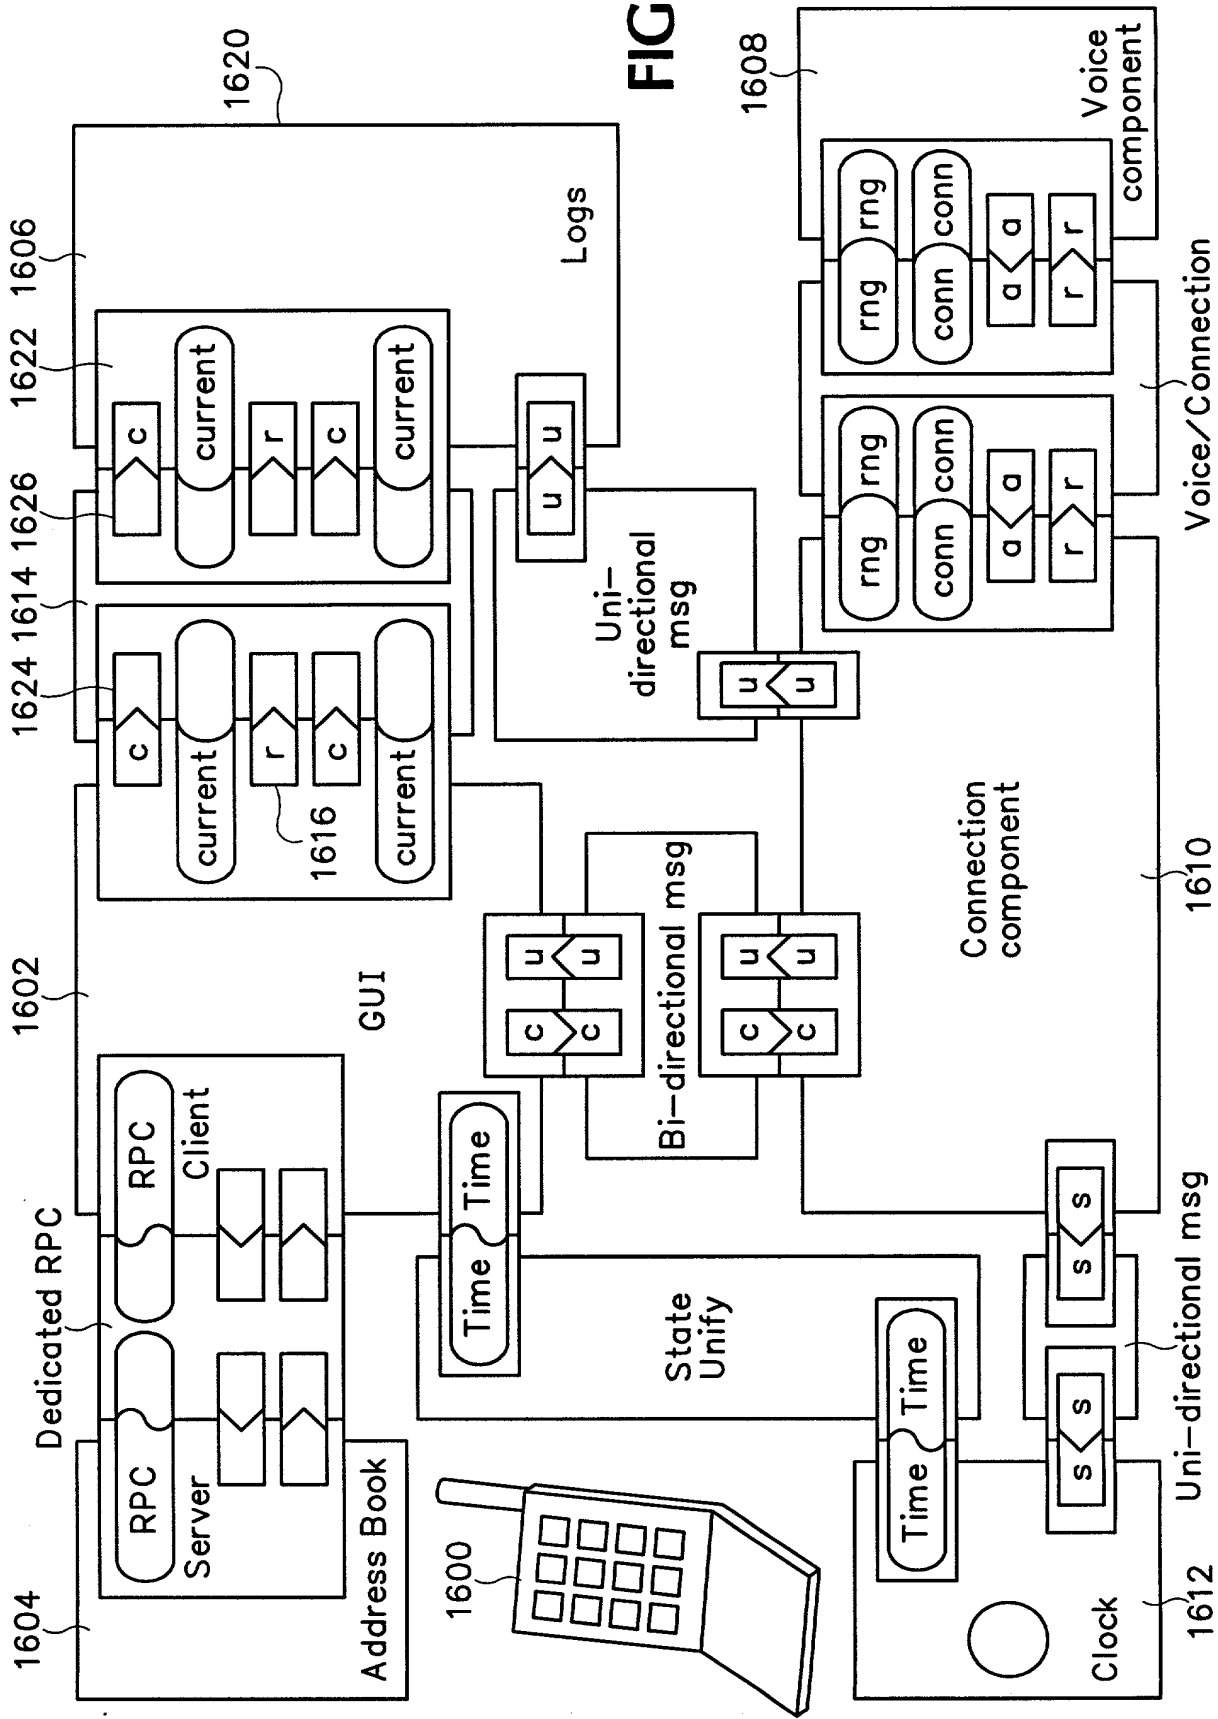 1604
Dedicated RPC
1602
1624
1614
1626
1622
1606
1620
RPC
RPC
Server
Client
Address Book
GUI
c
current
r
c
current
1616
c
current
r
c
current
Logs
1600
Time
Time
State
Unify
c
u
c
u
Bi-directional msg
c
u
c
u
u
u
Uni-
directional
msg
u
u
FIG
1608
Clock
Time
Time
s
s
s
s
Connection
component
rng
rng
conn
conn
a
a
r
r
rng
rng
conn
conn
a
a
r
r
Voice
component
1612
Uni-directional msg
1610
Voice/Connection